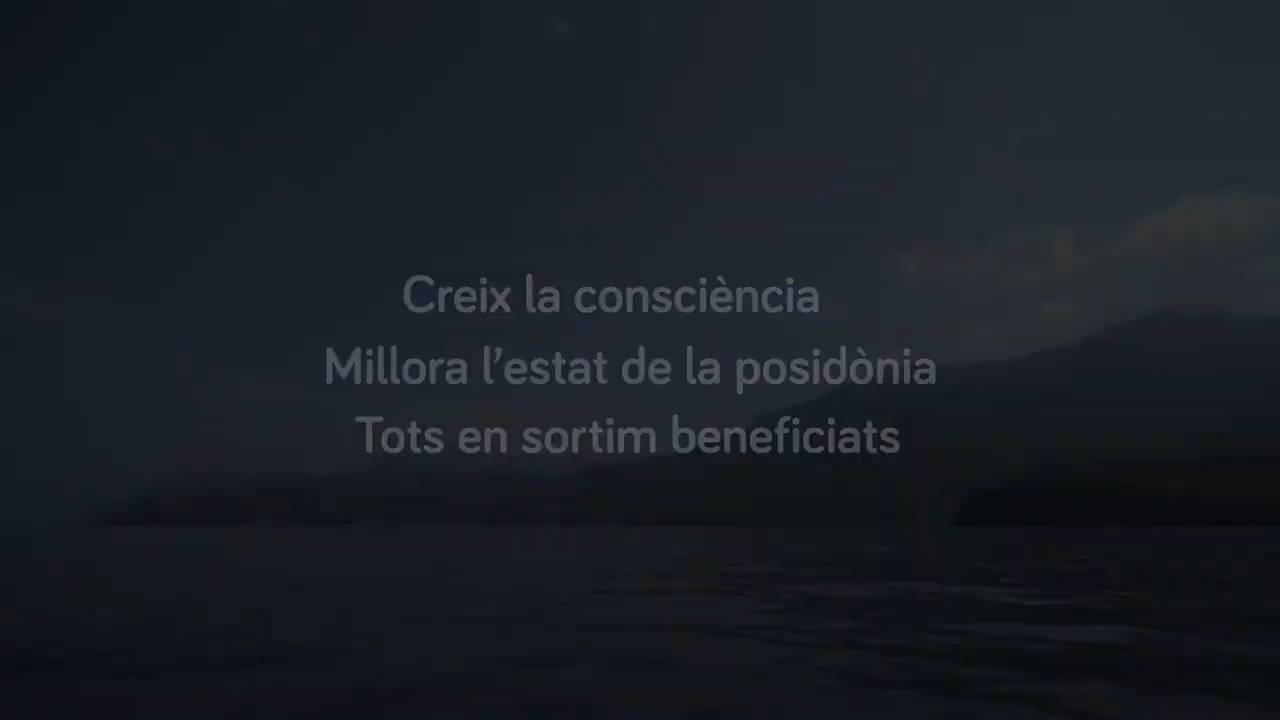 Creix la consciència
Millora l’estat de la posidònia
Tots en sortim beneficiats